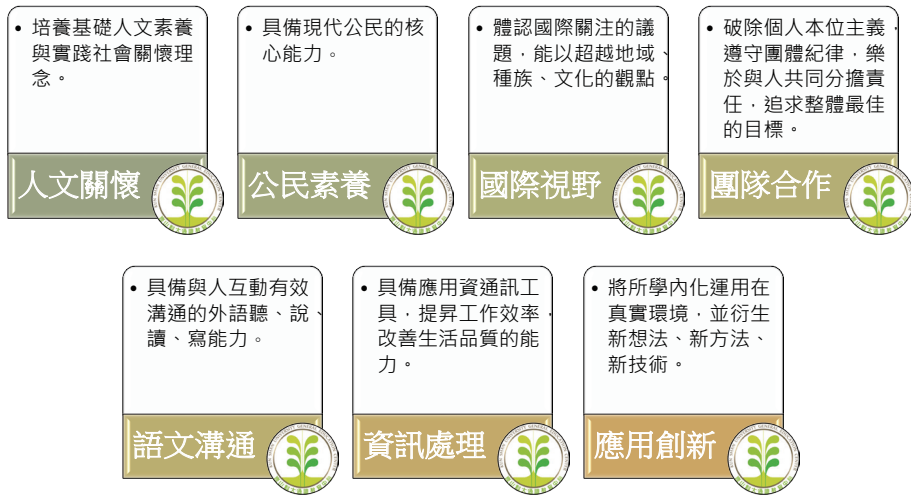 • 培養基礎人文素養
與實踐社會關懷理
念。
人文關懷
• 具備現代公民的核
心能力。
公民素養
• 體認國際關注的議
題，能以超越地域、
種族、文化的觀點。
國際視野
• 破除個人本位主義，
遵守團體紀律，樂
於與人共同分擔責
任，追求整體最佳
的目標。
團隊合作
• 具備與人互動有效
溝通的外語聽、說、
讀、寫能力。
語文溝通
• 具備應用資通訊工
具，提昇工作效率，
改善生活品質的能
力。
資訊處理
• 將所學內化運用在
真實環境，並衍生
新想法、新方法、
新技術。
應用創新